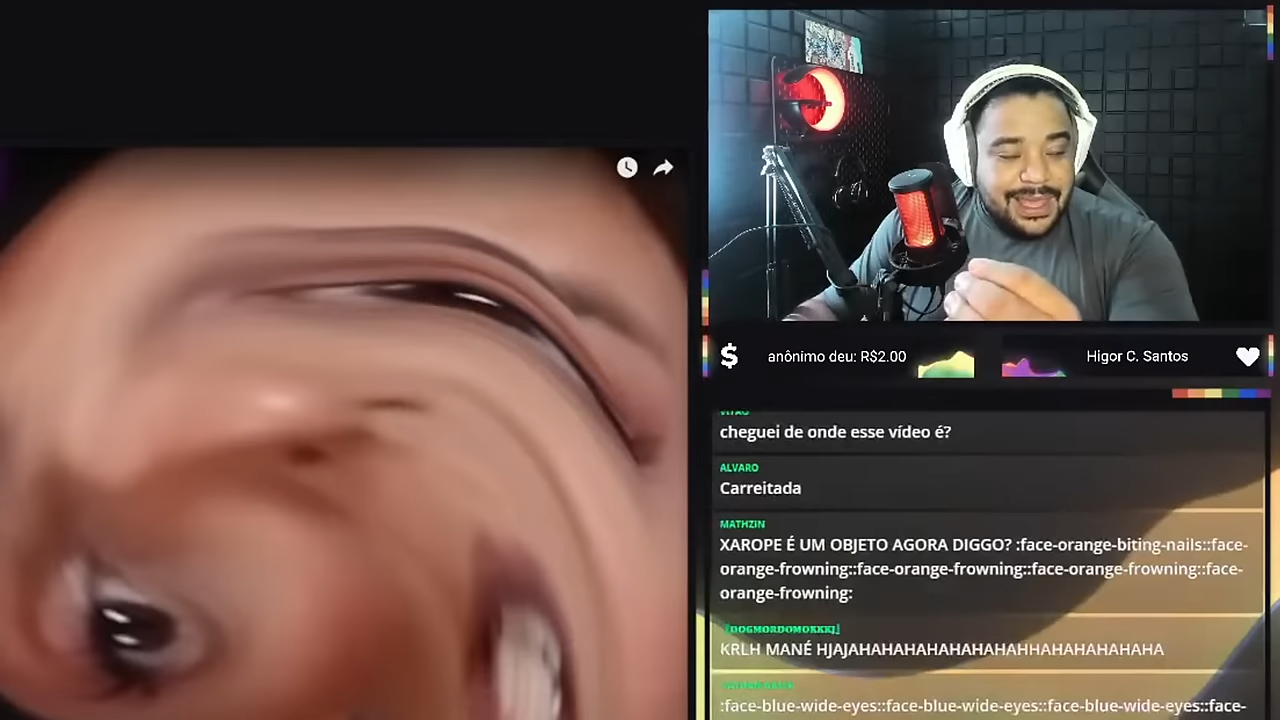 anônimo deu: R$2.00
Higor C. Santos
cheguei de onde esse vídeo é?
ALVARO
Carreitada
MATHZIN
XAROPE É UM OBJETO AGORA DIGGO? :face-orange-biting-nails::face-
orange-frowning::face-orange-frowning::face-orange-frowning::face-
orange-frowning:
KRLH MANÉ HJAJAHAHAHAHAHAHAHAHHAHAHAHAHAHA
:face-blue-wide-eyes::face-blue-wide-eyes::face-blue-wide-eyes::face-